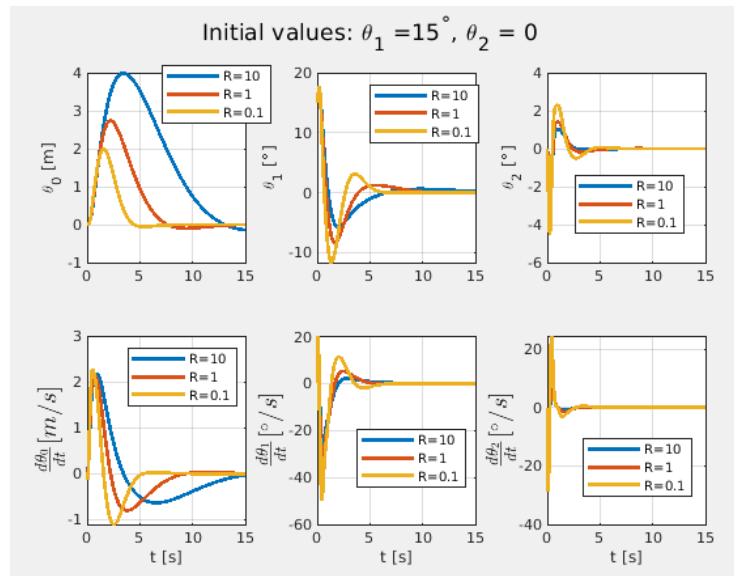 Initial values: θ₁ =15°, θ₂ = 0
θ₀ [m]
4
3
2
1
0
-1
0 5 10 15
R=10
R=1
R=0.1
θ₁ [°]
20
10
0
-10
0 5 10 15
R=10
R=1
R=0.1
θ₂ [°]
4
2
0
-2
-4
-6
0 5 10 15
R=10
R=1
R=0.1
dθ₀/dt [m/s]
3
2
1
0
-1
0 5 10 15
t [s]
R=10
R=1
R=0.1
dθ₁/dt [○/s]
20
0
-20
-40
-60
0 5 10 15
t [s]
R=10
R=1
R=0.1
dθ₂/dt [○/s]
20
0
-20
-40
0 5 10 15
t [s]
R=10
R=1
R=0.1